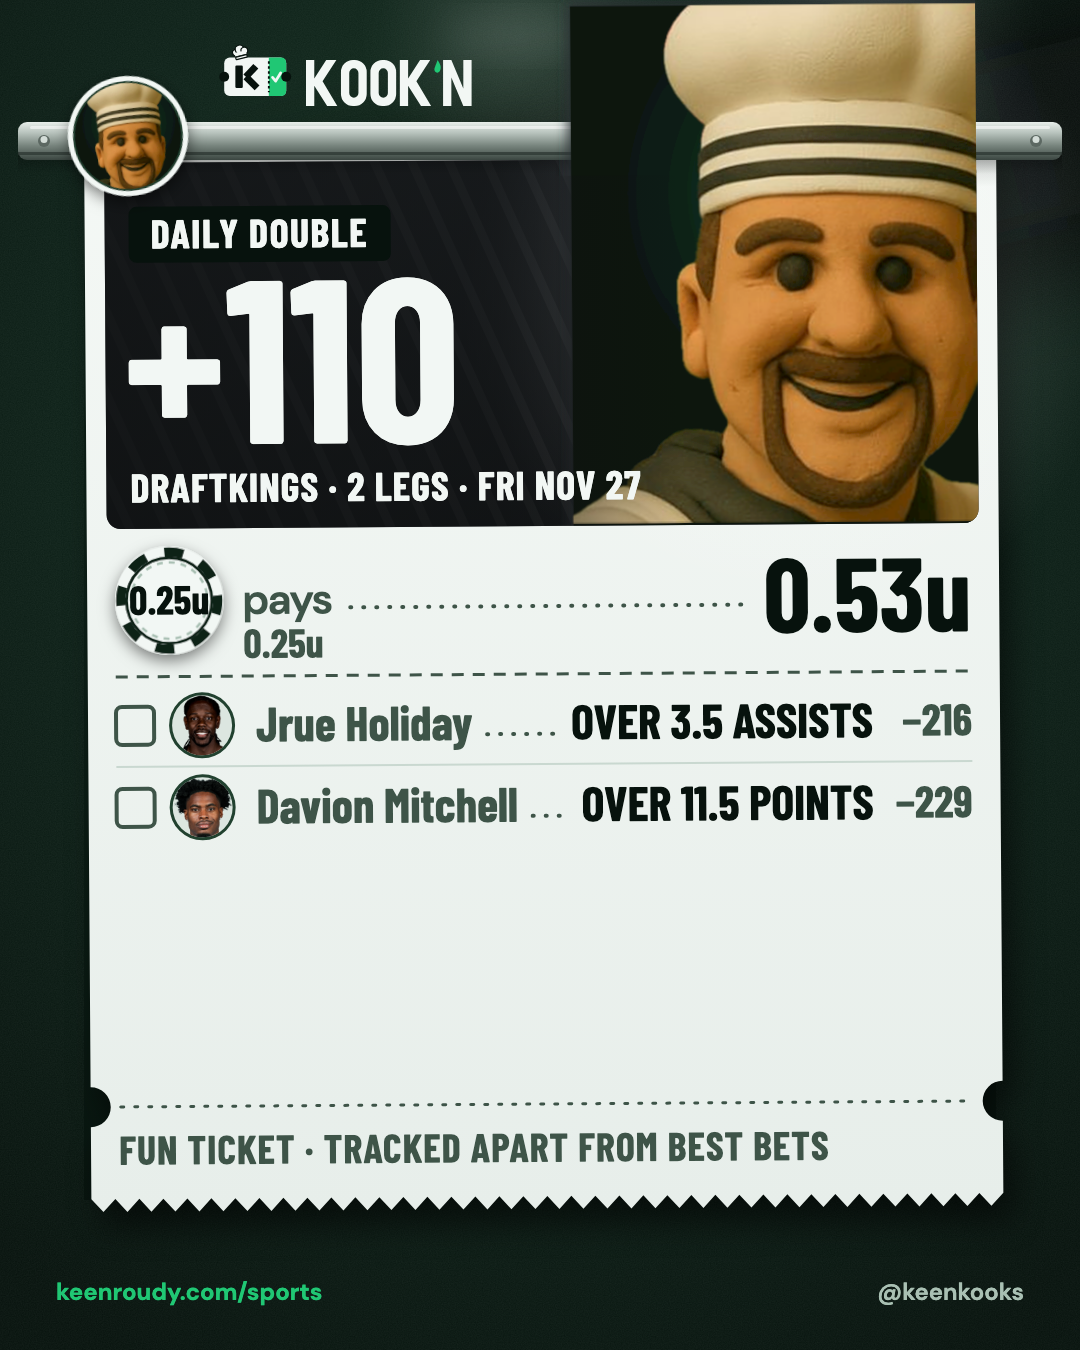 K KOOK'N
DAILY DOUBLE
+110
DRAFTKINGS · 2 LEGS · FRI NOV 27
0.25u pays 0.53u
0.25u
Jrue Holiday ...... OVER 3.5 ASSISTS −216
Davion Mitchell ... OVER 11.5 POINTS −229
FUN TICKET · TRACKED APART FROM BEST BETS
keenroudy.com/sports @keenkooks